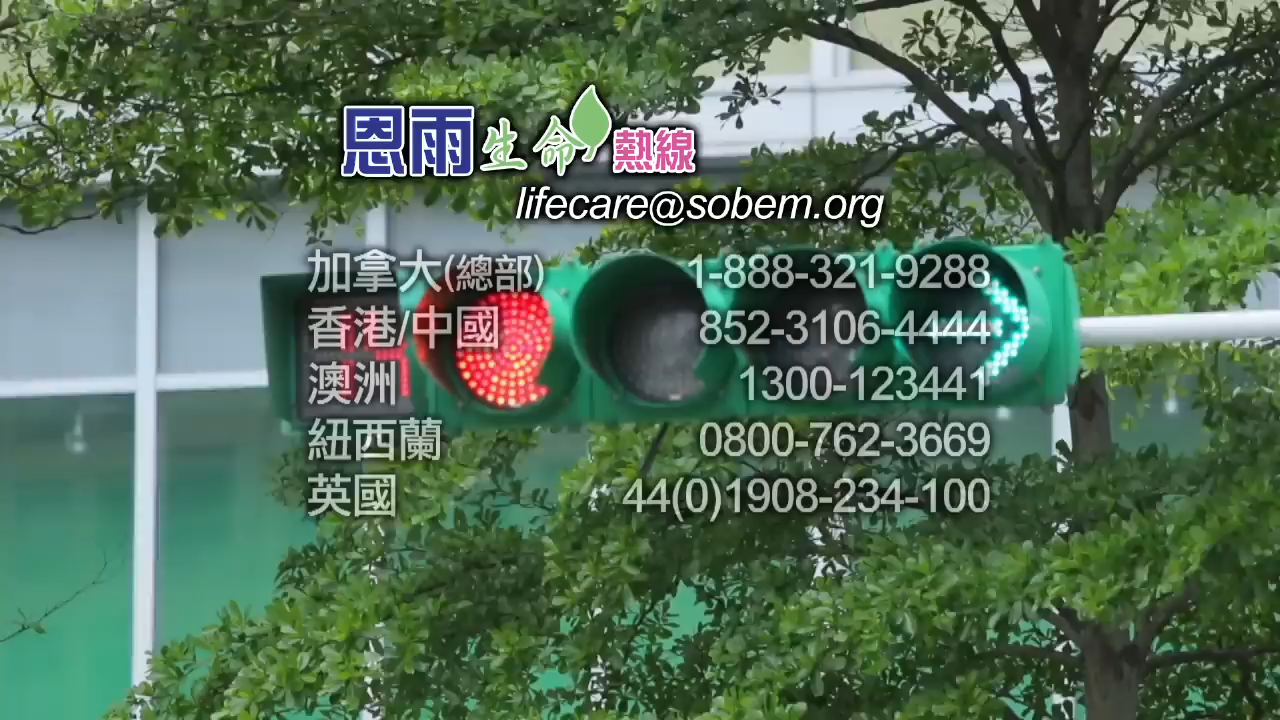 恩雨生命熱線
lifecare@sobem.org
加拿大(總部) 1-888-321-9288
香港/中國 852-3106-4444
澳洲 1300-123441
紐西蘭 0800-762-3669
英國 44(0)1908-234-100